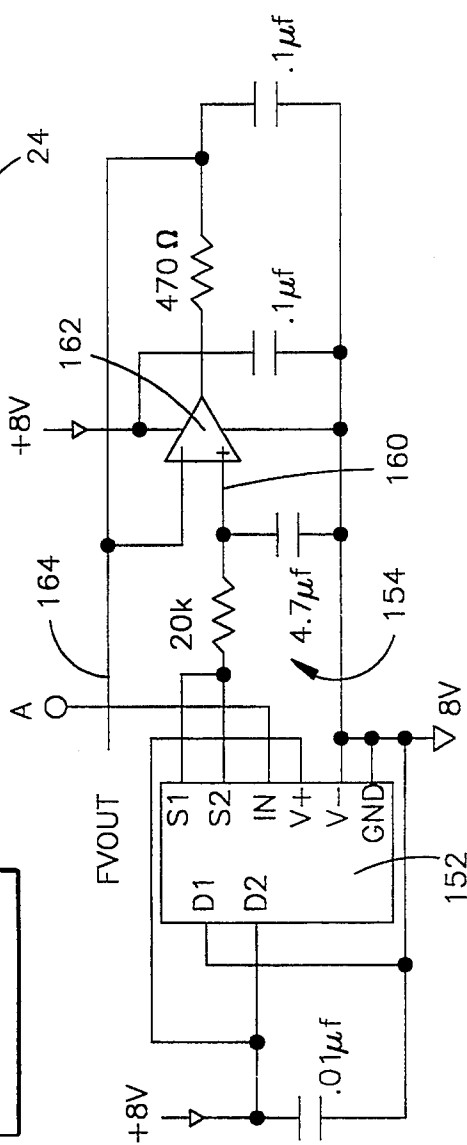 24
+8V
162
470 Ω
.1μf
.1μf
164
A
FVOUT
20k
160
4.7μf
154
S1
S2
IN
V+
V-
GND
D1
D2
152
8V
+8V
.01μf
+